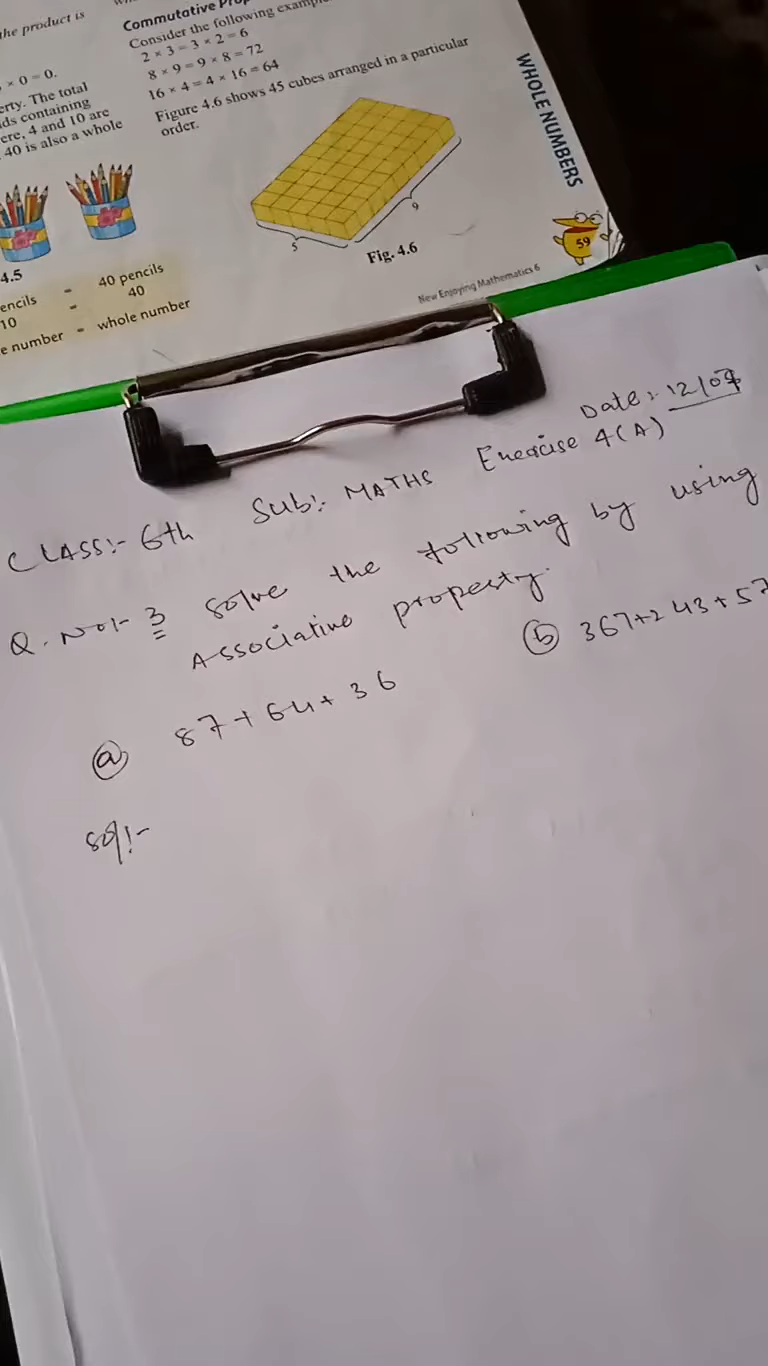 the product is
× 0 = 0.
erty. The total
ds containing
ere, 4 and 10 are
40 is also a whole
4.5
encils = 40 pencils
10 = 40
e number = whole number
Commutative
Consider the following
2 × 3 = 3 × 2 = 6
8 × 9 = 9 × 8 = 72
16 × 4 = 4 × 16 = 64
Figure 4.6 shows 45 cubes arranged in a particular
order.
5
9
Fig. 4.6
WHOLE NUMBERS
59
New Enjoying Mathematics 6
Date:- 12/07
CLASS:- 6th Sub:- MATHS Exercise 4(A)
Q. No:- 3 Solve the following by using
Associative property.
(a) 87+64+36
(b) 367+243+57
Sol:-